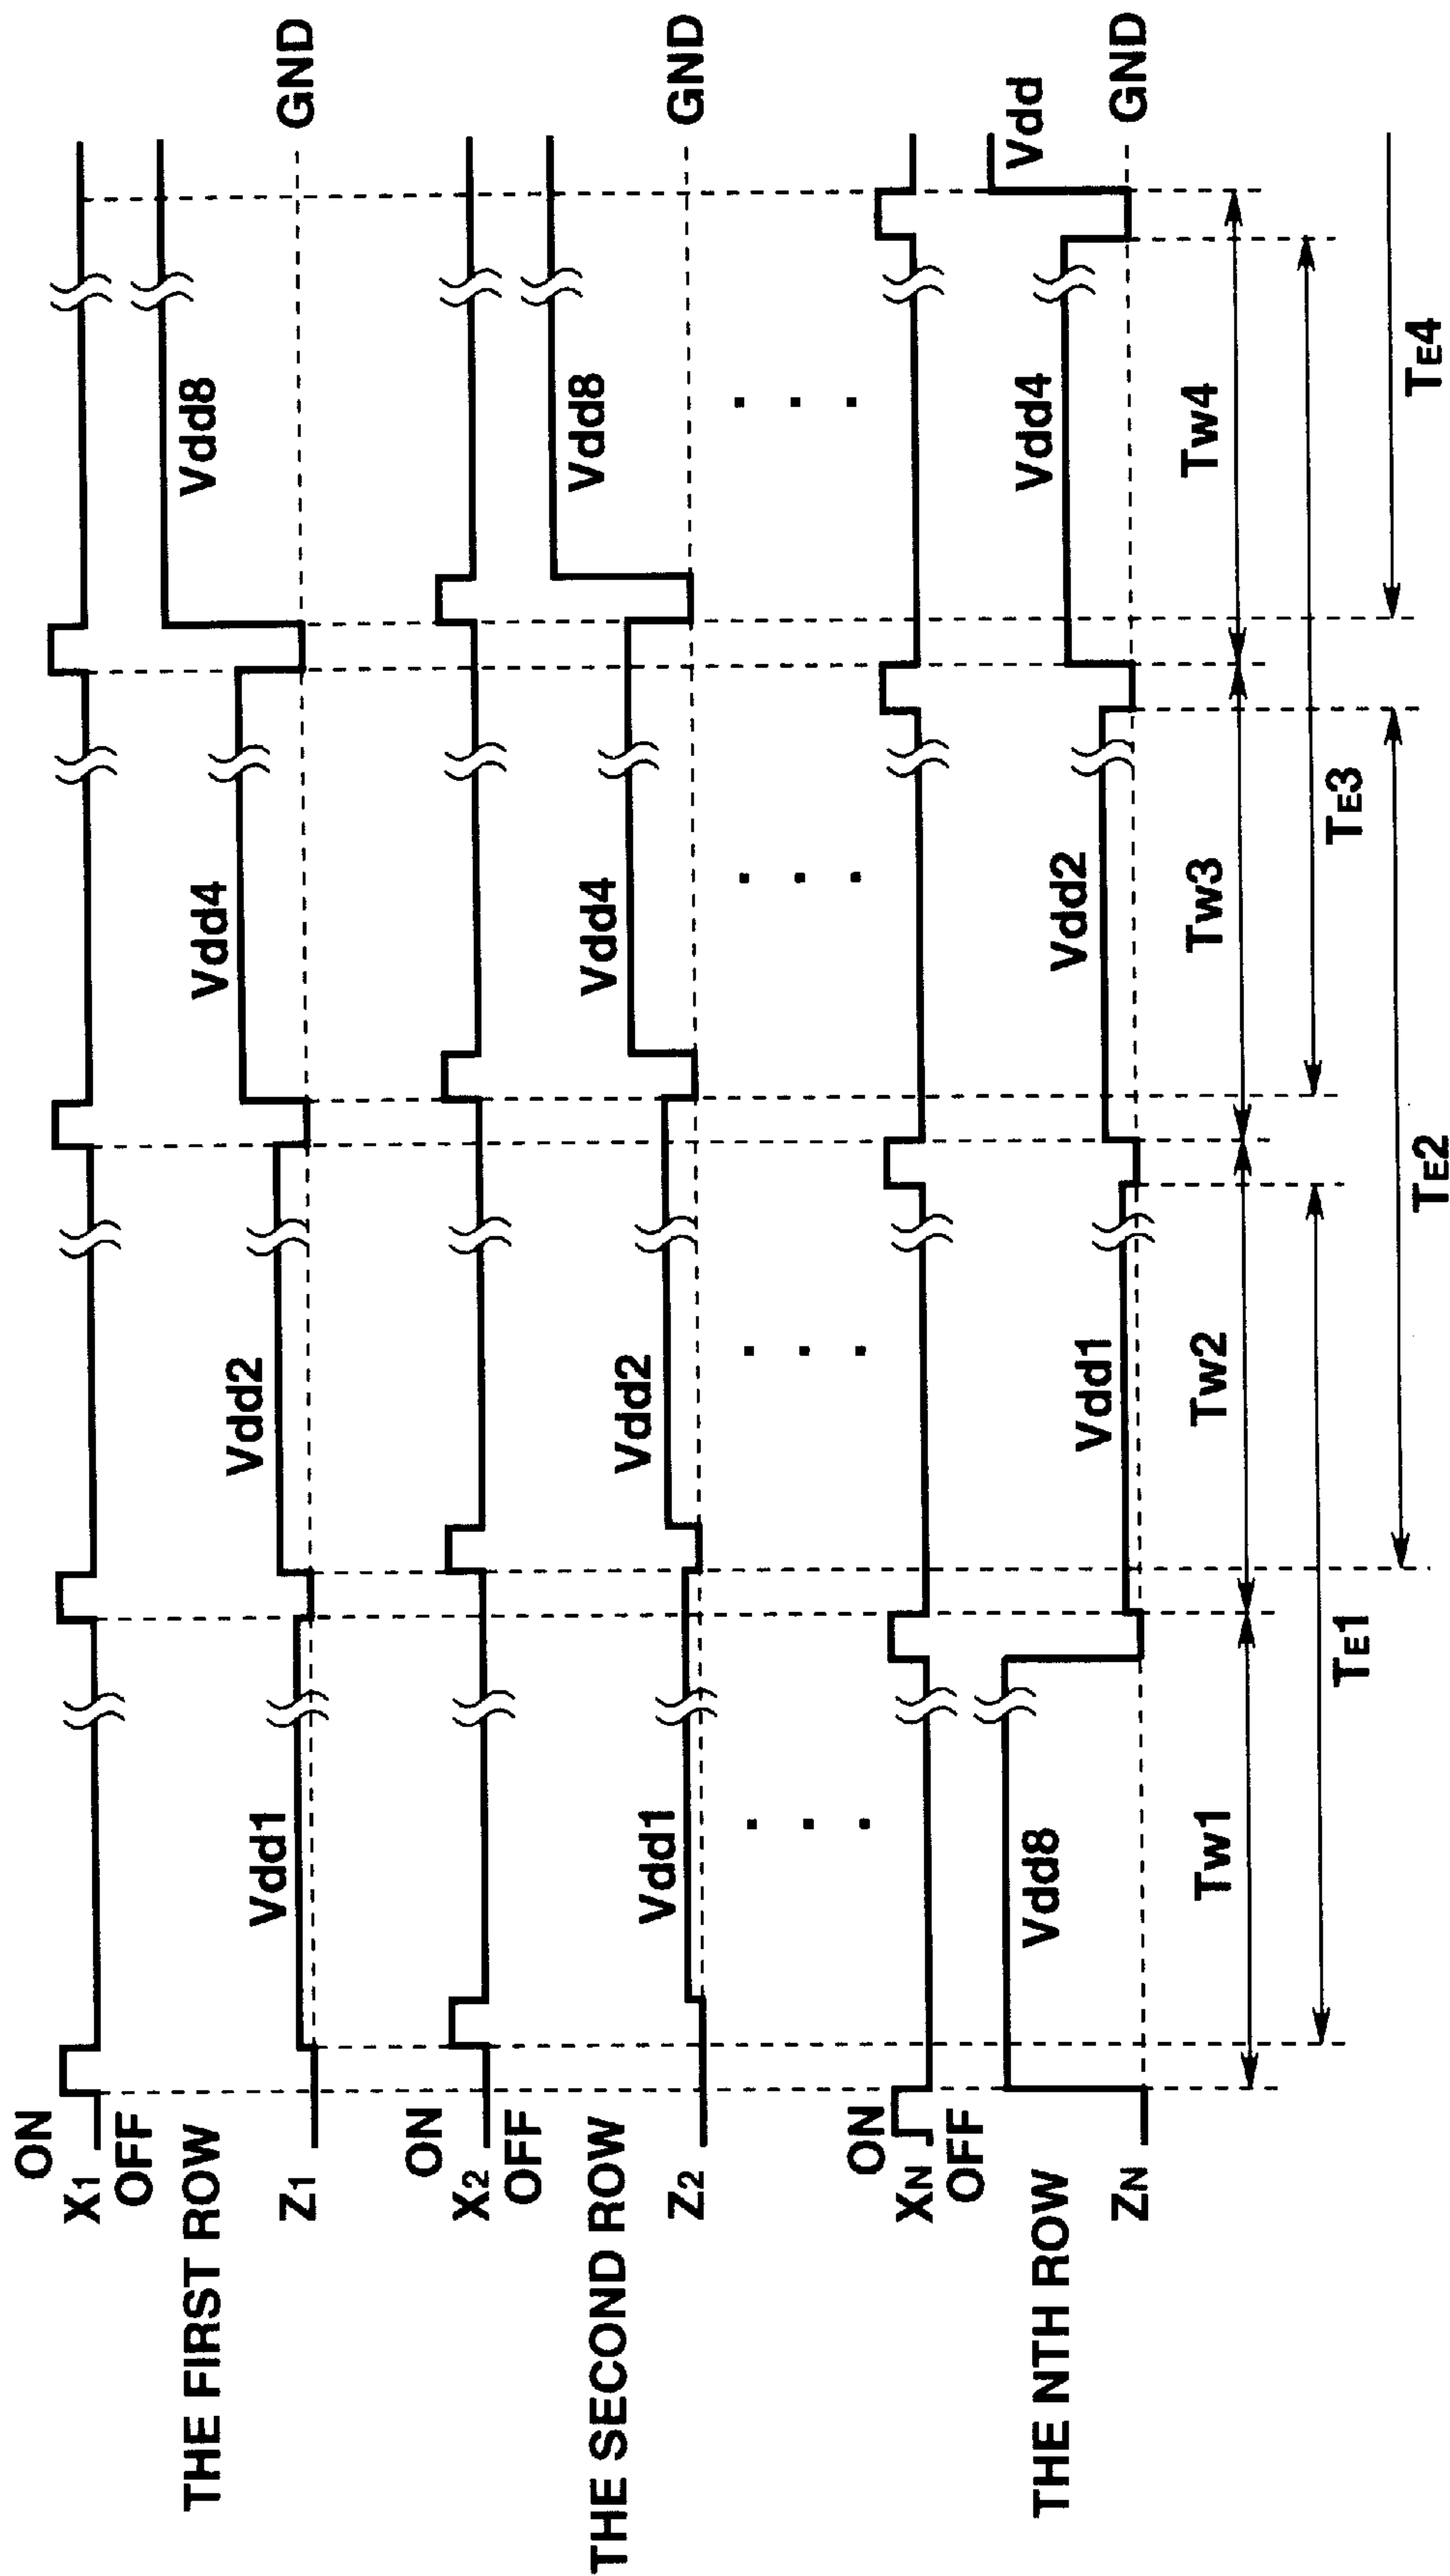 ON
X1
OFF
THE FIRST ROW
Vdd1
Vdd2
Vdd4
Vdd8
Z1
GND
ON
X2
OFF
THE SECOND ROW
Vdd1
Vdd2
Vdd4
Vdd8
Z2
GND
ON
XN
OFF
THE NTH ROW
Vdd8
Vdd1
Vdd2
Vdd4
Vdd
ZN
GND
Tw1
Tw2
Tw3
Tw4
TE1
TE3
TE2
TE4